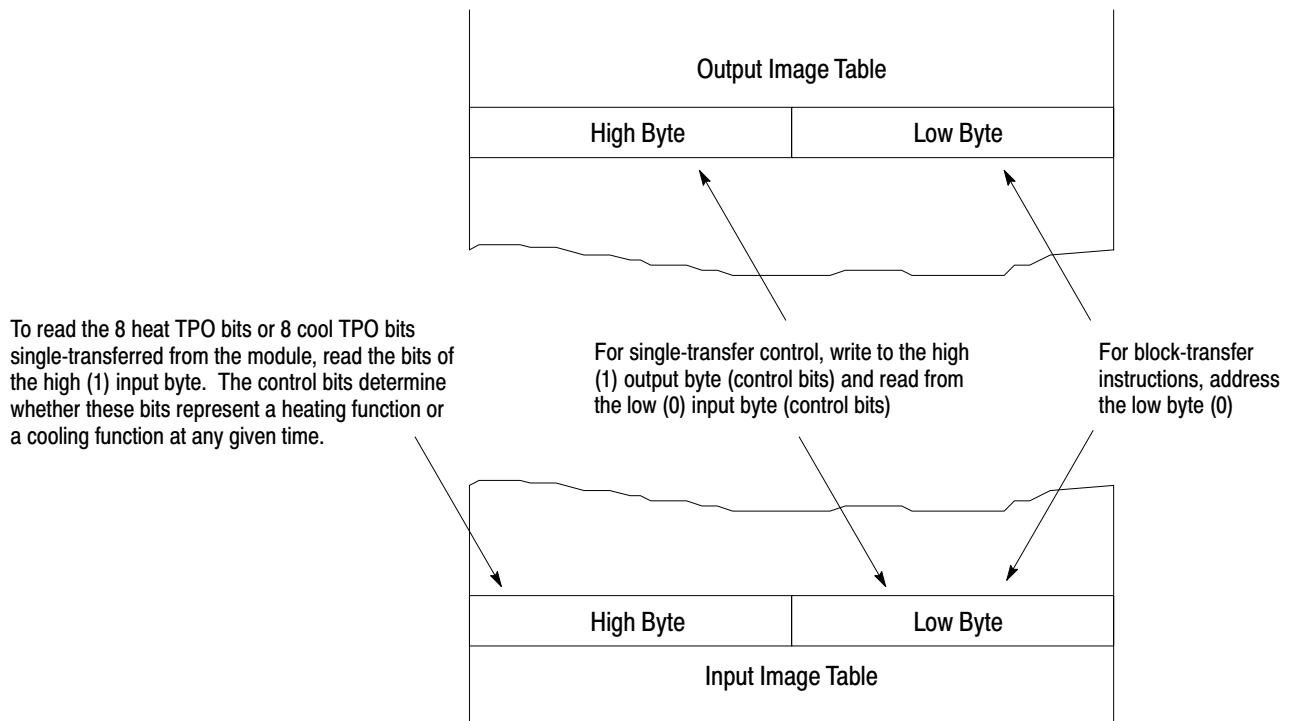 Output Image Table
High Byte
Low Byte
To read the 8 heat TPO bits or 8 cool TPO bits
single-transferred from the module, read the bits of
the high (1) input byte. The control bits determine
whether these bits represent a heating function or
a cooling function at any given time.
For single-transfer control, write to the high
(1) output byte (control bits) and read from
the low (0) input byte (control bits)
For block-transfer
instructions, address
the low byte (0)
High Byte
Low Byte
Input Image Table